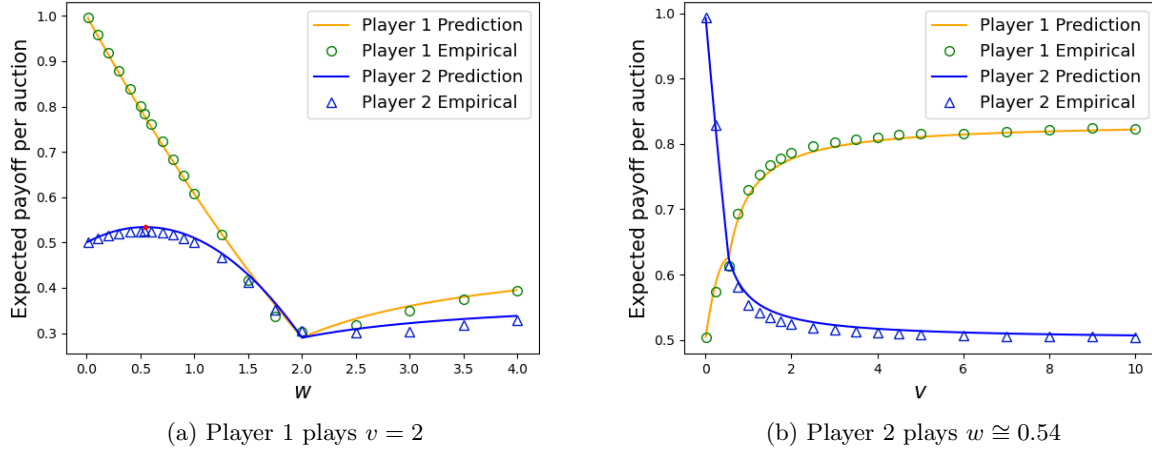 Expected payoff per auction
1.0
0.9
0.8
0.7
0.6
0.5
0.4
0.3
0.0 0.5 1.0 1.5 2.0 2.5 3.0 3.5 4.0
w
Player 1 Prediction
Player 1 Empirical
Player 2 Prediction
Player 2 Empirical
(a) Player 1 plays v = 2
Expected payoff per auction
1.0
0.9
0.8
0.7
0.6
0.5
0 2 4 6 8 10
v
Player 1 Prediction
Player 1 Empirical
Player 2 Prediction
Player 2 Empirical
(b) Player 2 plays w ≅ 0.54